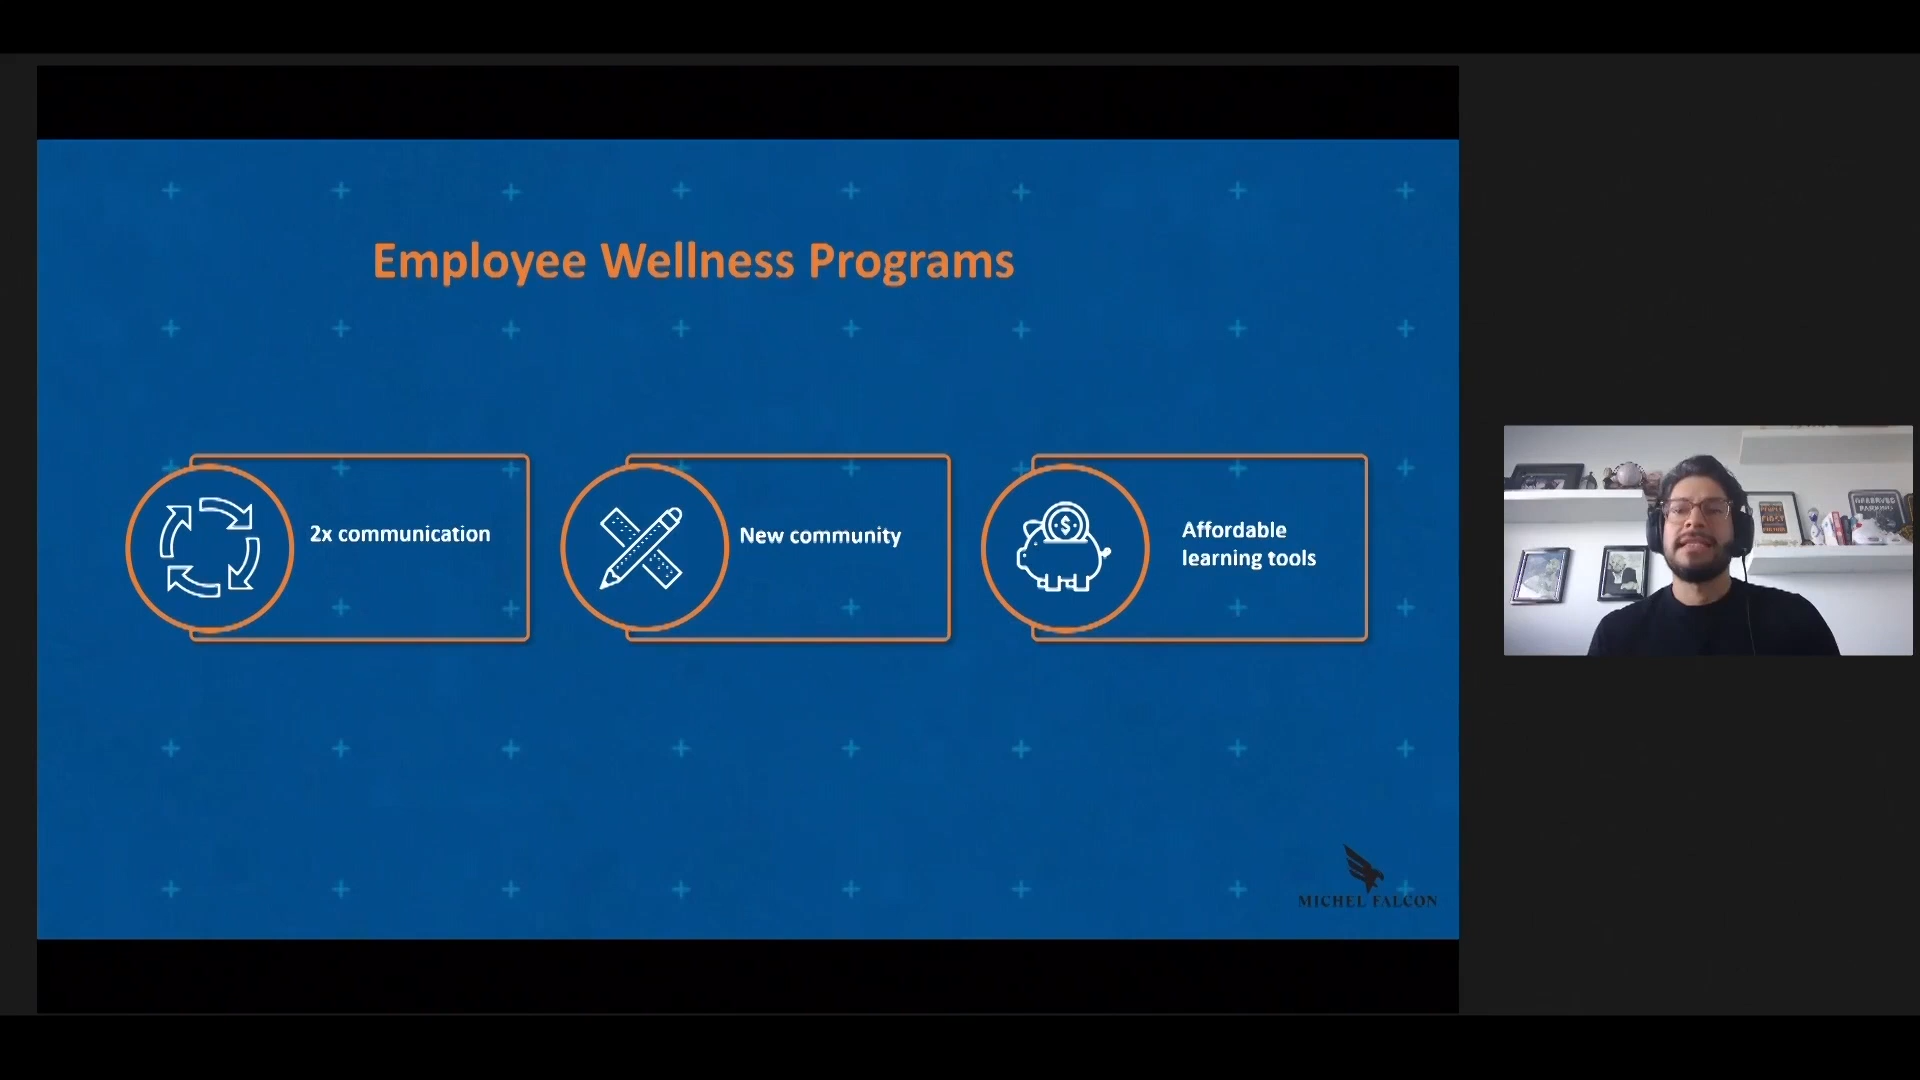 Employee Wellness Programs
2x communication
New community
Affordable
learning tools
MICHEL FALCON